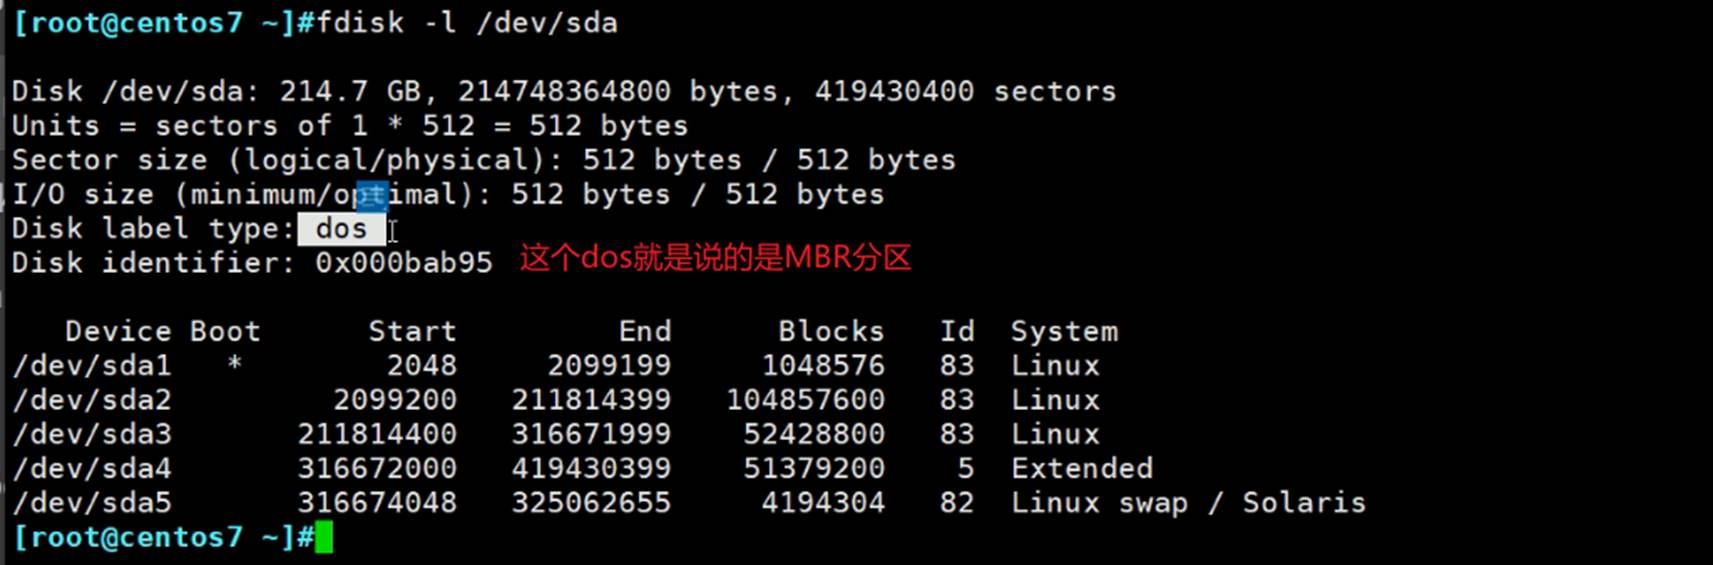 [root@centos7 ~]#fdisk -l /dev/sda
Disk /dev/sda: 214.7 GB, 214748364800 bytes, 419430400 sectors
Units = sectors of 1 * 512 = 512 bytes
Sector size (logical/physical): 512 bytes / 512 bytes
I/O size (minimum/optimal): 512 bytes / 512 bytes
Disk label type: dos
Disk identifier: 0x000bab95
这个dos就是说的是MBR分区
Device Boot Start End Blocks Id System
/dev/sda1 * 2048 2099199 1048576 83 Linux
/dev/sda2 2099200 211814399 104857600 83 Linux
/dev/sda3 211814400 316671999 52428800 83 Linux
/dev/sda4 316672000 419430399 51379200 5 Extended
/dev/sda5 316674048 325062655 4194304 82 Linux swap / Solaris
[root@centos7 ~]#